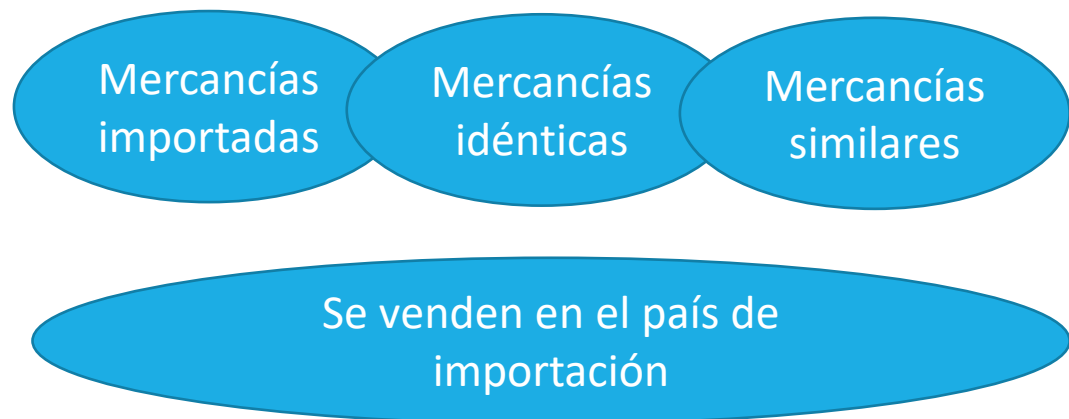 Mercancías
importadas
Mercancías
idénticas
Mercancías
similares
Se venden en el país de
importación